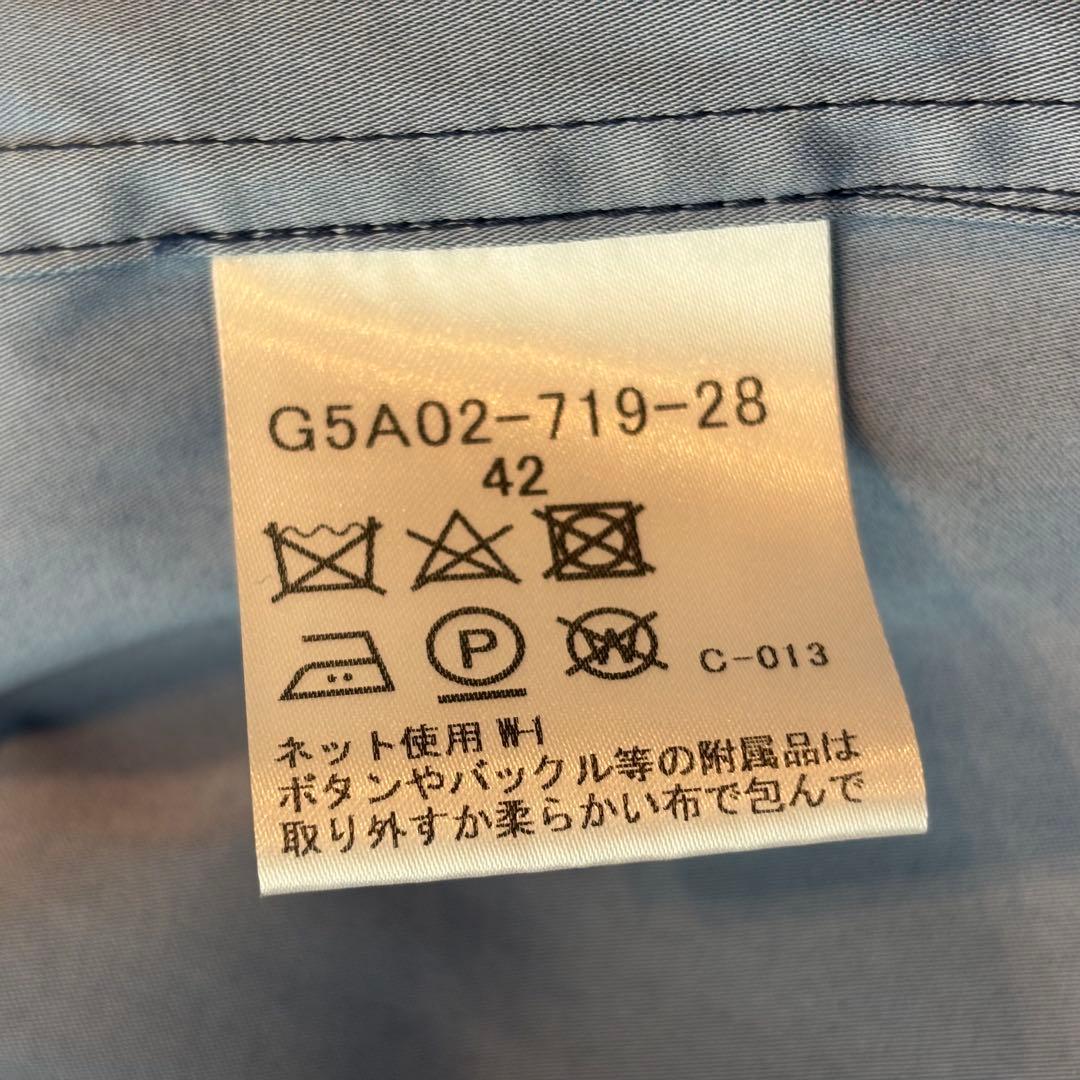 G5A02-719-28
42
P
W
C-013
ネット使用 W-1
ボタンやバックル等の附属品は
取り外すか柔らかい布で包んで